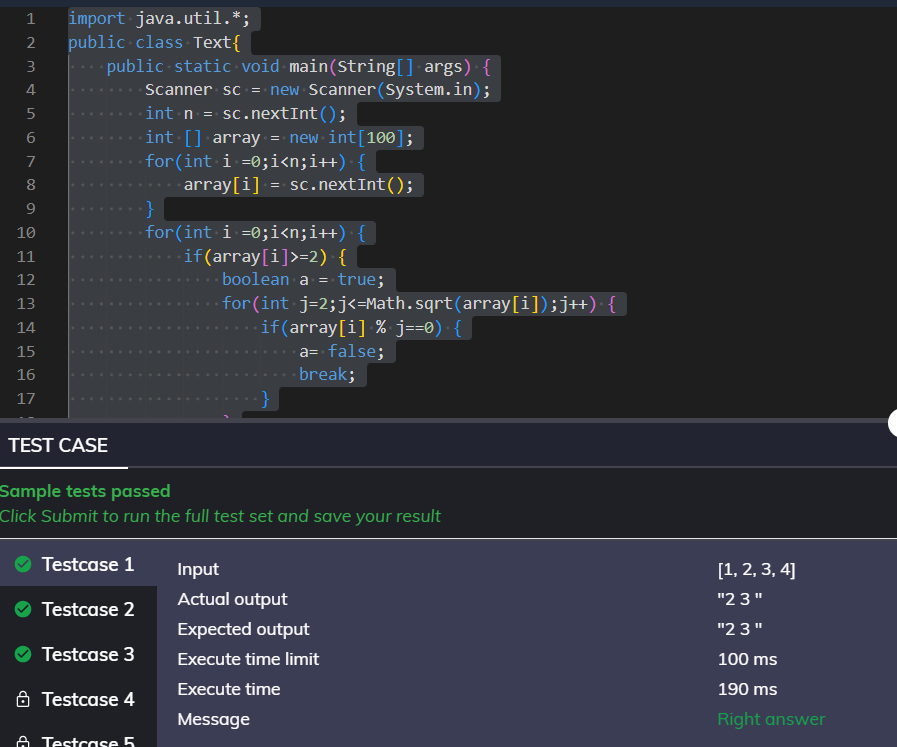 1 import java.util.*;
2 public class Text{
3 public static void main(String[] args) {
4 Scanner sc = new Scanner(System.in);
5 int n = sc.nextInt();
6 int [] array = new int[100];
7 for(int i =0;i<n;i++) {
8 array[i] = sc.nextInt();
9 }
10 for(int i =0;i<n;i++) {
11 if(array[i]>=2) {
12 boolean a = true;
13 for(int j=2;j<=Math.sqrt(array[i]);j++) {
14 if(array[i] % j==0) {
15 a= false;
16 break;
17 }
TEST CASE
Sample tests passed
Click Submit to run the full test set and save your result
Testcase 1
Testcase 2
Testcase 3
Testcase 4
Testcase 5
Input [1, 2, 3, 4]
Actual output "2 3 "
Expected output "2 3 "
Execute time limit 100 ms
Execute time 190 ms
Message Right answer